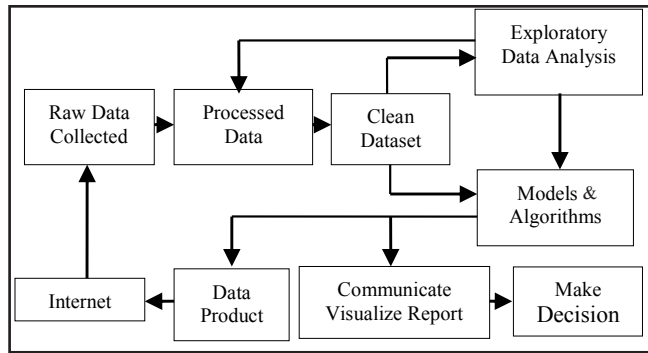 Exploratory
Data Analysis
Raw Data
Collected
Processed
Data
Clean
Dataset
Models &
Algorithms
Internet
Data
Product
Communicate
Visualize Report
Make
Decision